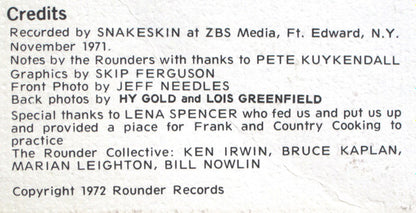 Credits
Recorded by SNAKESKIN at ZBS Media, Ft. Edward, N.Y.
November 1971.
Notes by the Rounders with thanks to PETE KUYKENDALL
Graphics by SKIP FERGUSON
Front Photo by JEFF NEEDLES
Back photos by HY GOLD and LOIS GREENFIELD
Special thanks to LENA SPENCER who fed us and put us up
and provided a place for Frank and Country Cooking to
practice
The Rounder Collective: KEN IRWIN, BRUCE KAPLAN,
MARIAN LEIGHTON, BILL NOWLIN
Copyright 1972 Rounder Records